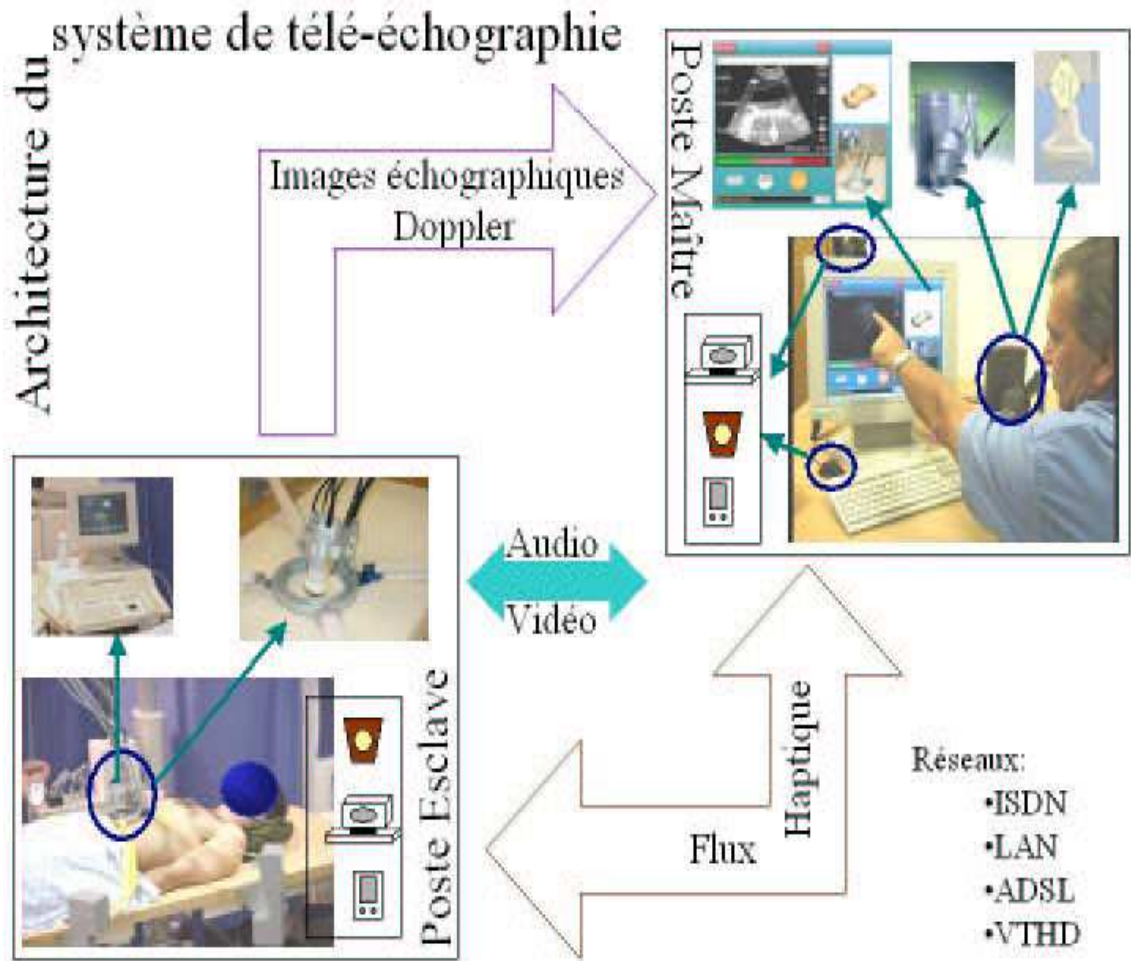 Architecture du
système de télé-échographie
Poste Maître
Images échographiques
Doppler
Audio
Vidéo
Poste Esclave
Haptique
Flux
Réseaux:
•ISDN
•LAN
•ADSL
•VTHD